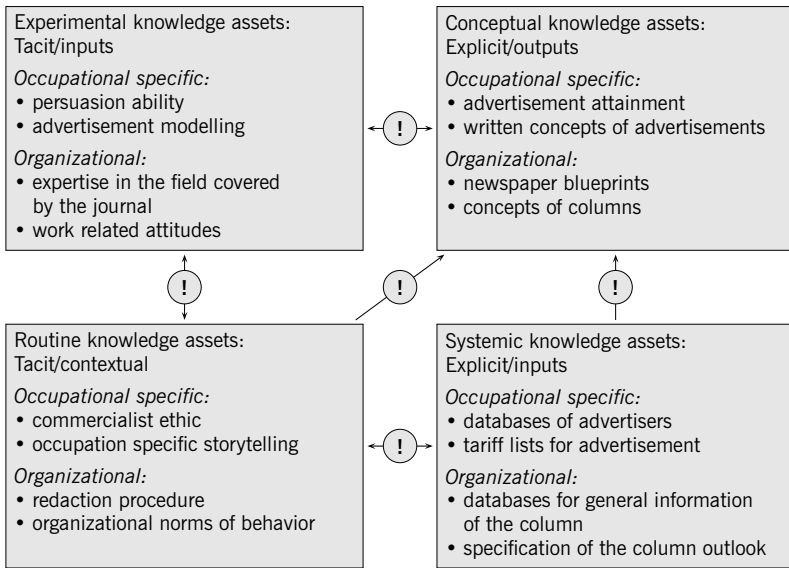 Experimental knowledge assets:
Tacit/inputs
Occupational specific:
• persuasion ability
• advertisement modelling
Organizational:
• expertise in the field covered
by the journal
• work related attitudes
!
Conceptual knowledge assets:
Explicit/outputs
Occupational specific:
• advertisement attainment
• written concepts of advertisements
Organizational:
• newspaper blueprints
• concepts of columns
!
!
!
Routine knowledge assets:
Tacit/contextual
Occupational specific:
• commercialist ethic
• occupation specific storytelling
Organizational:
• redaction procedure
• organizational norms of behavior
!
Systemic knowledge assets:
Explicit/inputs
Occupational specific:
• databases of advertisers
• tariff lists for advertisement
Organizational:
• databases for general information
of the column
• specification of the column outlook